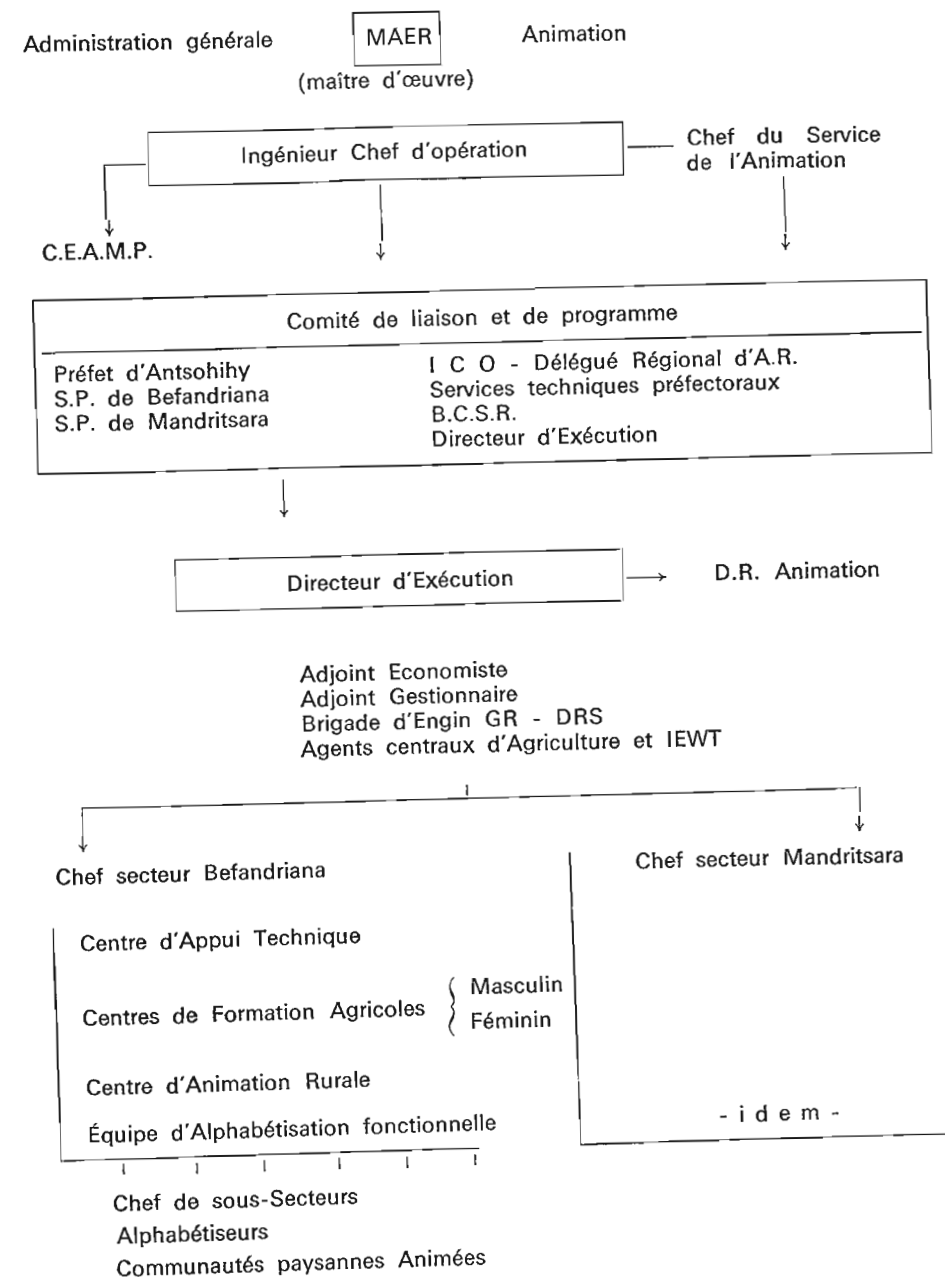 Administration générale
MAER
Animation
(maître d'œuvre)
Ingénieur Chef d'opération
Chef du Service
de l'Animation
C.E.A.M.P.
Comité de liaison et de programme
Préfet d'Antsohihy
S.P. de Befandriana
S.P. de Mandritsara
I C O - Délégué Régional d'A.R.
Services techniques préfectoraux
B.C.S.R.
Directeur d'Exécution
Directeur d'Exécution
D.R. Animation
Adjoint Economiste
Adjoint Gestionnaire
Brigade d'Engin GR - DRS
Agents centraux d'Agriculture et IEWT
Chef secteur Befandriana
Centre d'Appui Technique
Centres de Formation Agricoles
Masculin
Féminin
Centre d'Animation Rurale
Équipe d'Alphabétisation fonctionnelle
Chef de sous-Secteurs
Alphabétiseurs
Communautés paysannes Animées
Chef secteur Mandritsara
- i d e m -